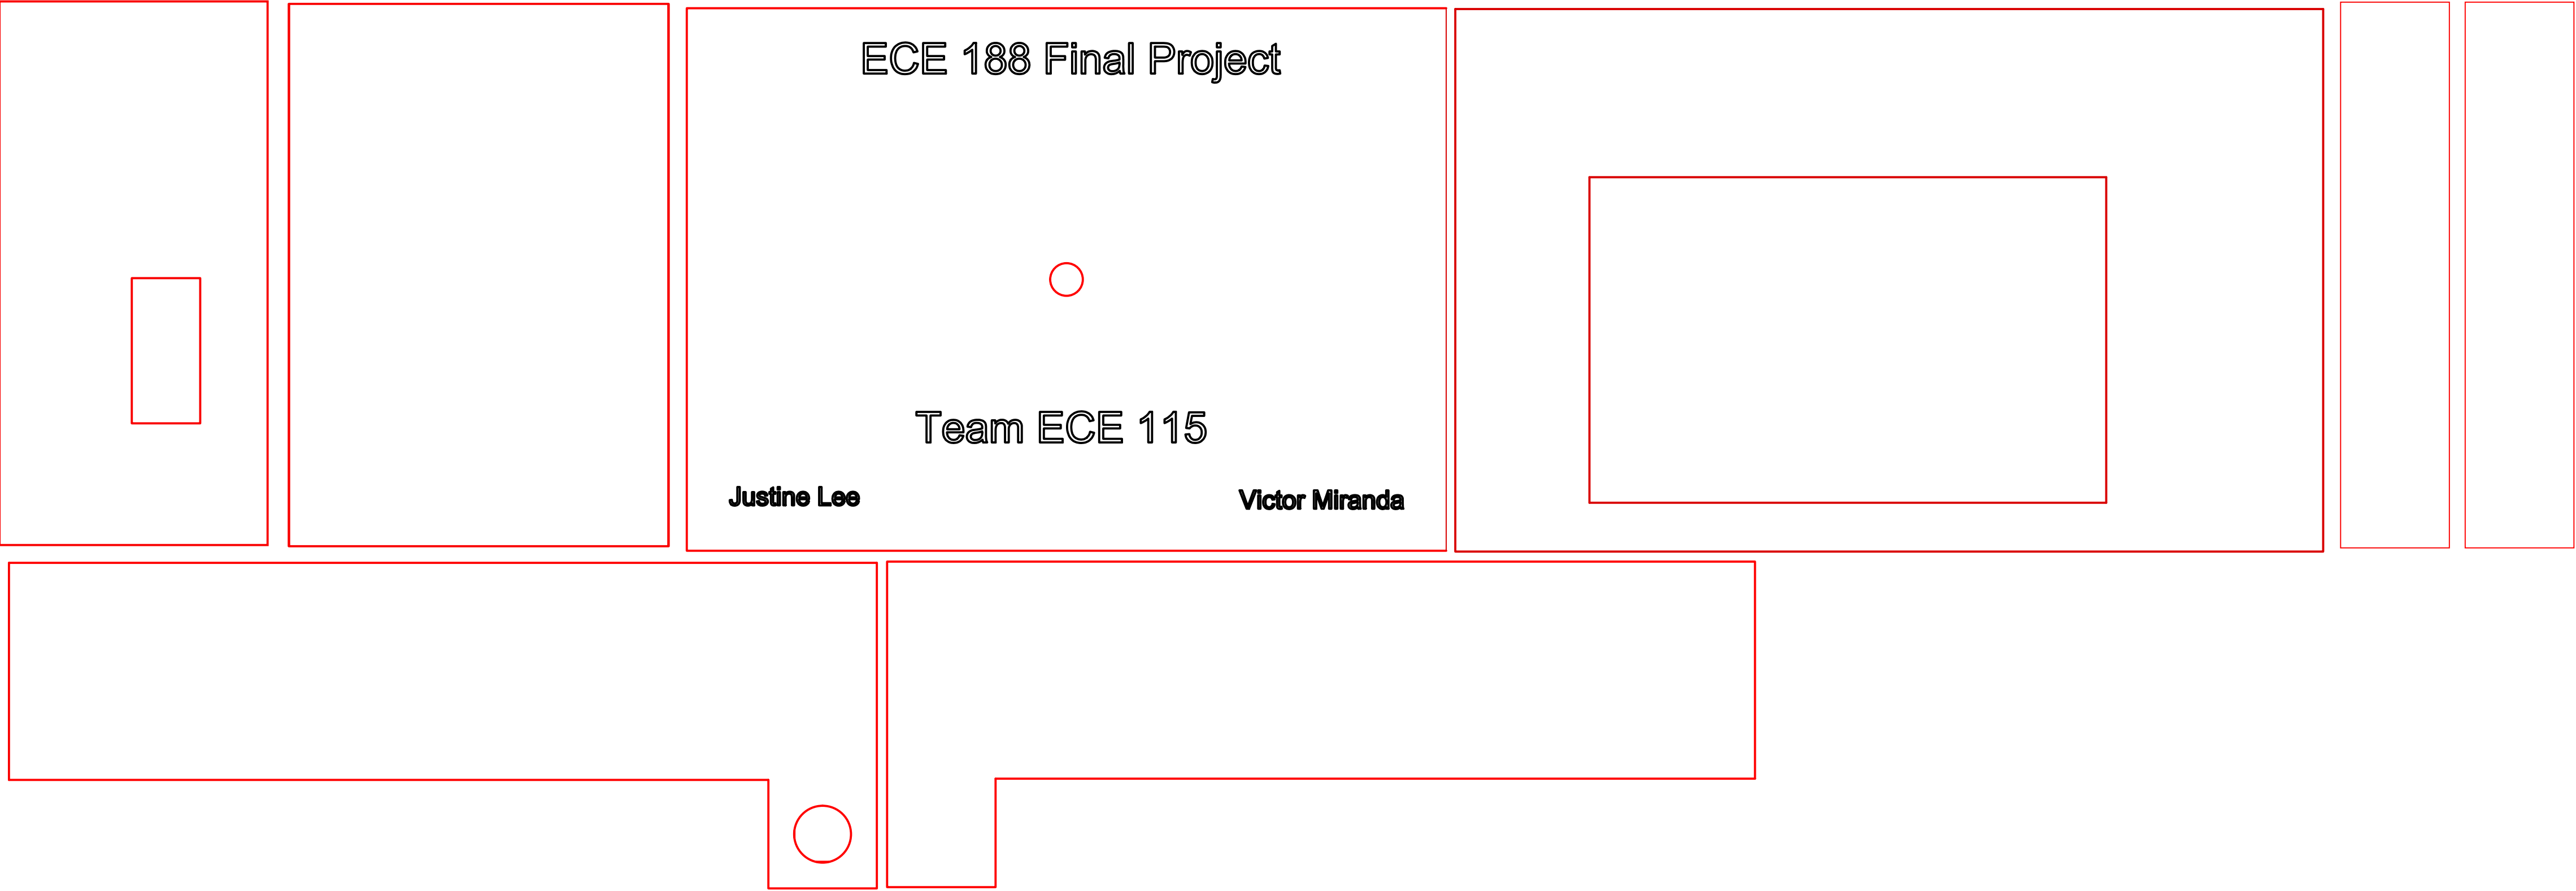 ECE 188 Final Project
Team ECE 115
Justine Lee
Victor Miranda